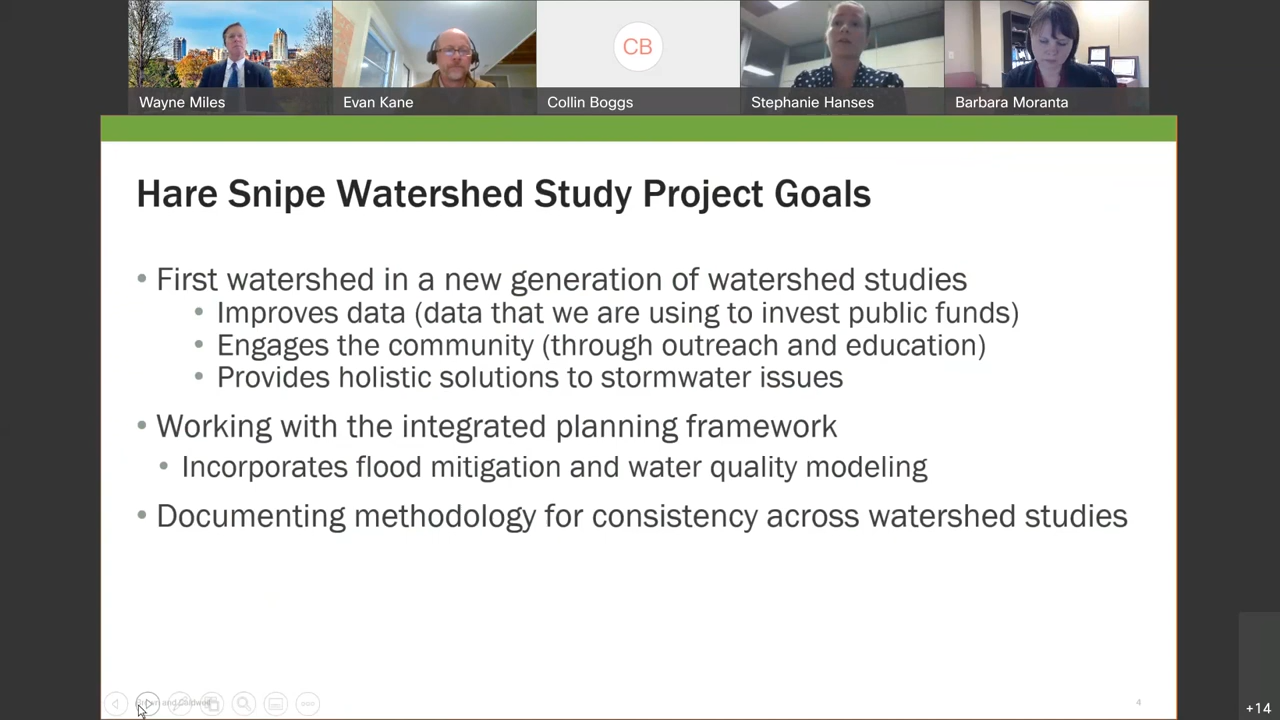 CB
Wayne Miles
Evan Kane
Collin Boggs
Stephanie Hanses
Barbara Moranta
Hare Snipe Watershed Study Project Goals
• First watershed in a new generation of watershed studies
• Improves data (data that we are using to invest public funds)
• Engages the community (through outreach and education)
• Provides holistic solutions to stormwater issues
• Working with the integrated planning framework
• Incorporates flood mitigation and water quality modeling
• Documenting methodology for consistency across watershed studies
4
+14